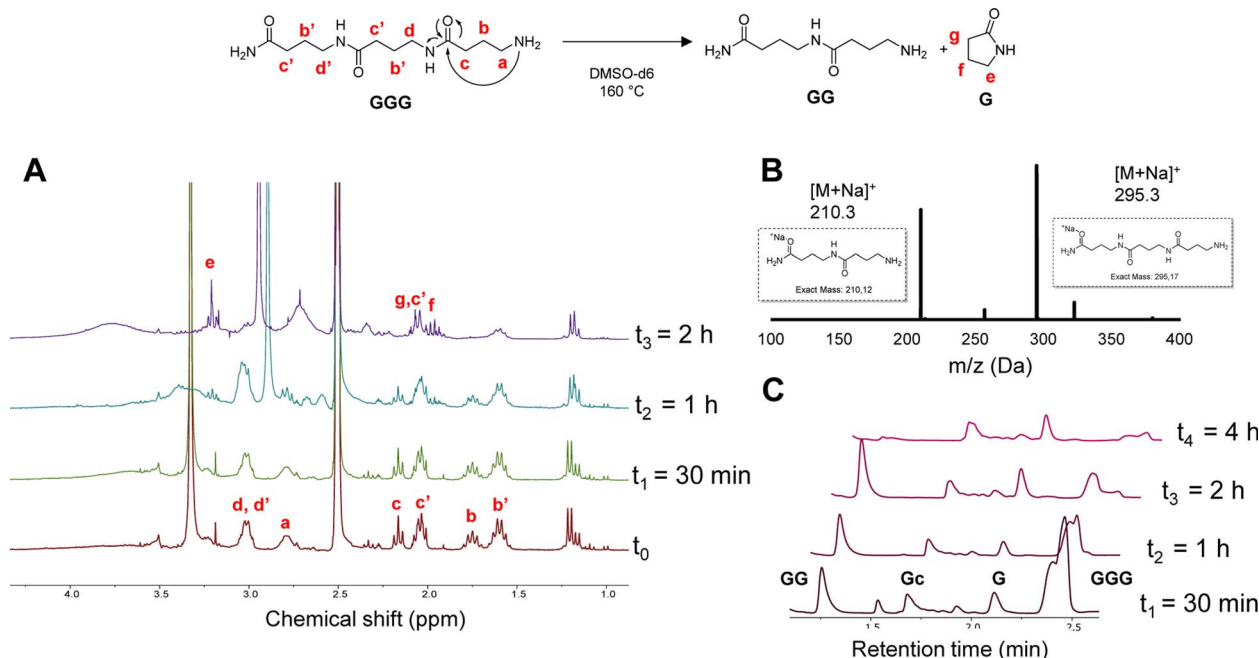 O b' H N c' O d N H O b NH2
H2N c' d' O b' c a
GGG
DMSO-d6
160 °C
O H2N H N O NH2
GG
+
O g NH f e
G
A
e
g,c' f
t3 = 2 h
t2 = 1 h
t1 = 30 min
d, d' a c c' b b'
t0
4.0 3.5 3.0 2.5 2.0 1.5 1.0
Chemical shift (ppm)
B
[M+Na]+
210.3
+Na O H2N H N O NH2
Exact Mass: 210,12
[M+Na]+
295.3
+Na O H2N H N O O N H NH2
Exact Mass: 295,17
100 150 200 250 300 350 400
m/z (Da)
C
t4 = 4 h
t3 = 2 h
t2 = 1 h
GG Gc G GGG
t1 = 30 min
1.5 2.0 2.5
Retention time (min)